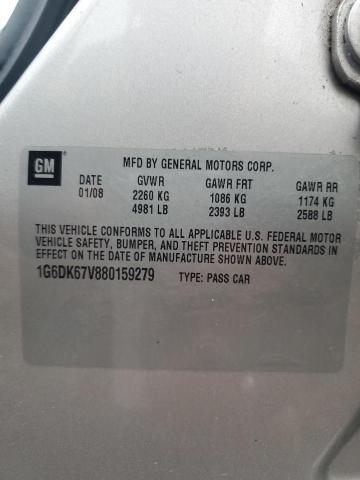 GM
MFD BY GENERAL MOTORS CORP.
DATE GVWR GAWR FRT GAWR RR
01/08 2260 KG 1086 KG 1174 KG
4981 LB 2393 LB 2588 LB
THIS VEHICLE CONFORMS TO ALL APPLICABLE U.S. FEDERAL MOTOR
VEHICLE SAFETY, BUMPER, AND THEFT PREVENTION STANDARDS IN
EFFECT ON THE DATE OF MANUFACTURE SHOWN ABOVE.
1G6DK67V880159279 TYPE: PASS CAR